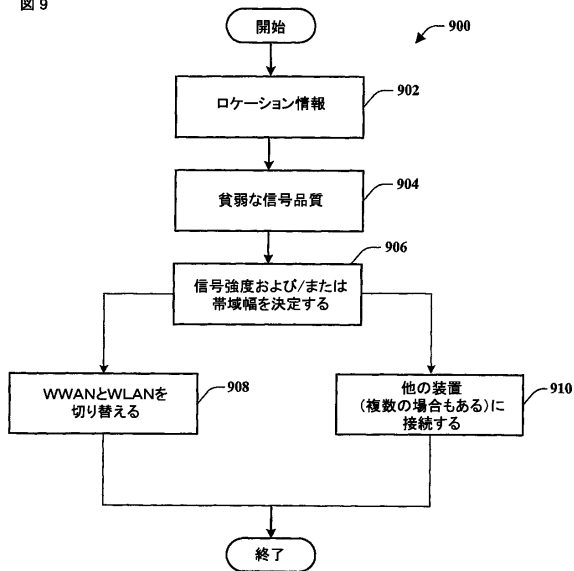 図 9
開始
900
ロケーション情報
902
貧弱な信号品質
904
906
信号強度および/または
帯域幅を決定する
WWANとWLANを
切り替える
908
他の装置
(複数の場合もある)に
接続する
910
終了